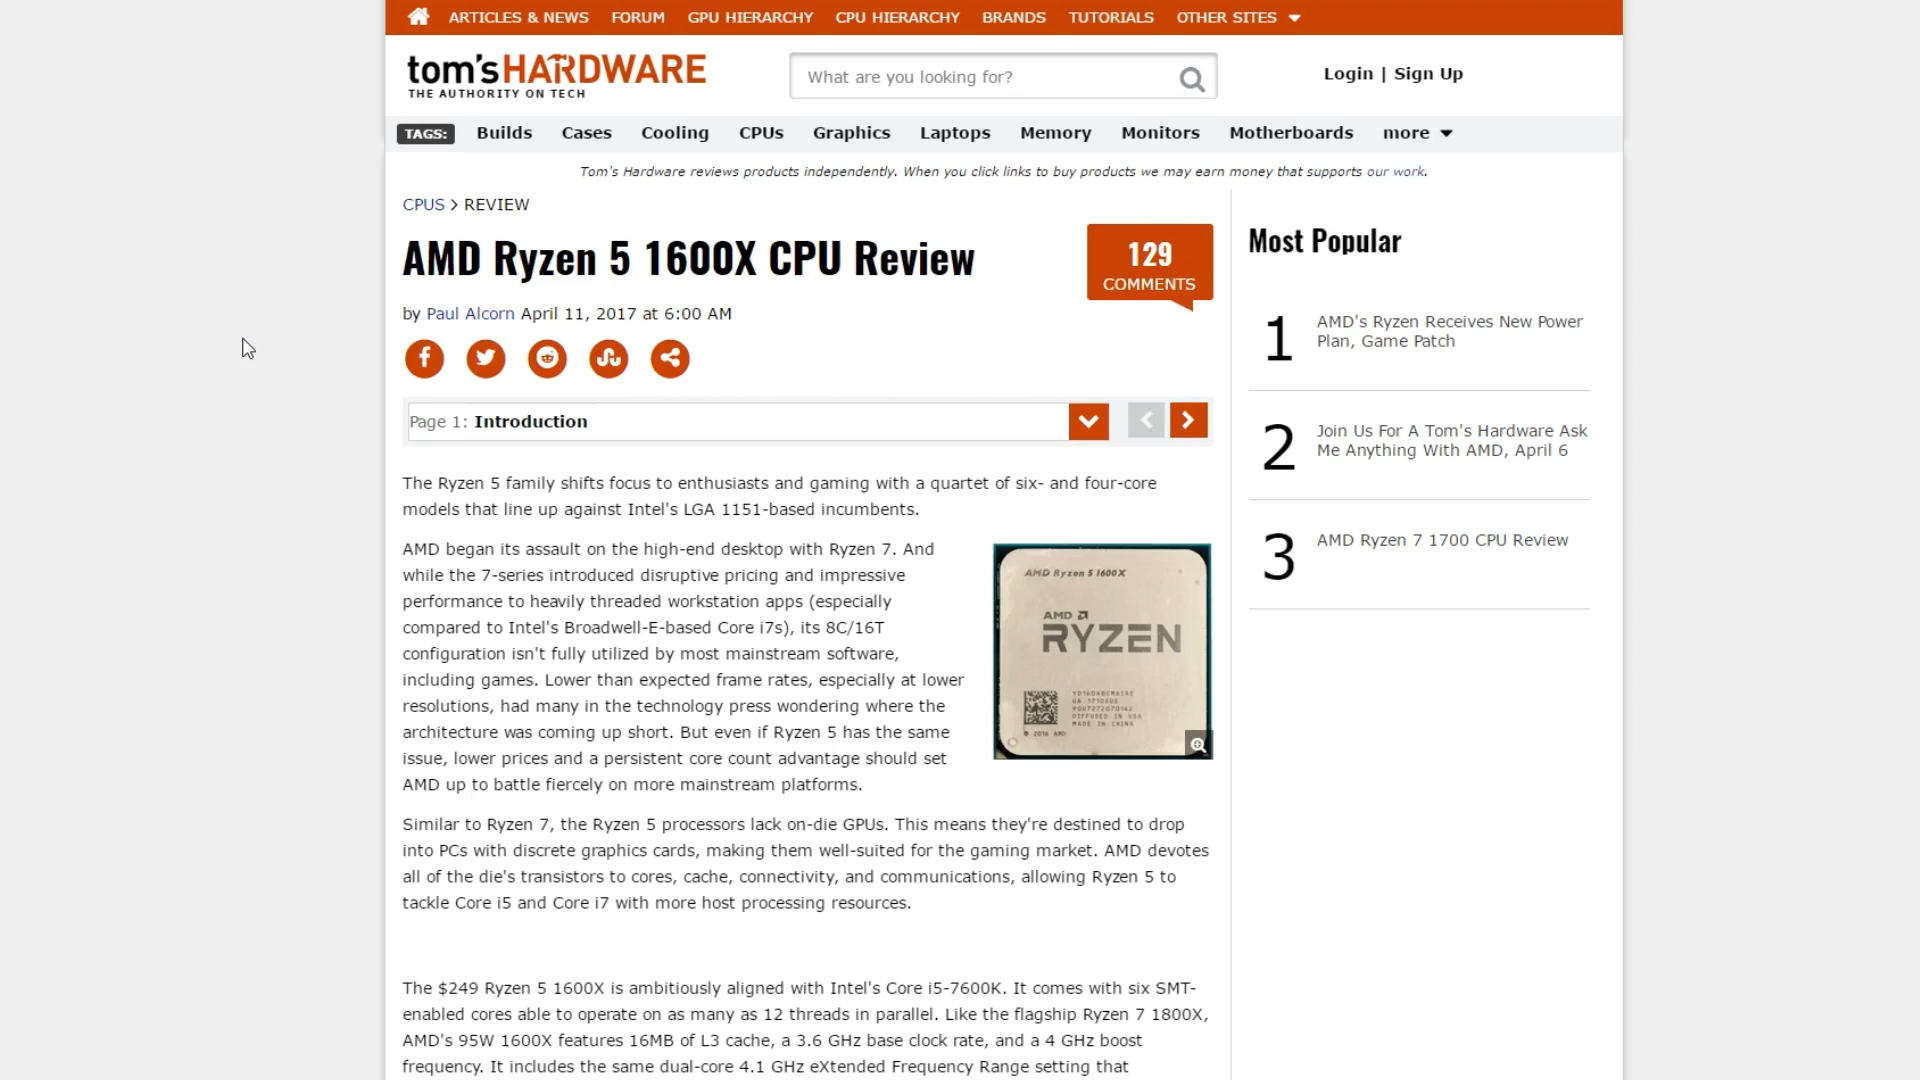 ARTICLES & NEWS FORUM GPU HIERARCHY CPU HIERARCHY BRANDS TUTORIALS OTHER SITES
tom's HARDWARE
THE AUTHORITY ON TECH
What are you looking for?
Login | Sign Up
TAGS: Builds Cases Cooling CPUs Graphics Laptops Memory Monitors Motherboards more
Tom's Hardware reviews products independently. When you click links to buy products we may earn money that supports our work.
CPUS > REVIEW
AMD Ryzen 5 1600X CPU Review
129
COMMENTS
by Paul Alcorn April 11, 2017 at 6:00 AM
Page 1: Introduction
The Ryzen 5 family shifts focus to enthusiasts and gaming with a quartet of six- and four-core
models that line up against Intel's LGA 1151-based incumbents.
AMD began its assault on the high-end desktop with Ryzen 7. And
while the 7-series introduced disruptive pricing and impressive
performance to heavily threaded workstation apps (especially
compared to Intel's Broadwell-E-based Core i7s), its 8C/16T
configuration isn't fully utilized by most mainstream software,
including games. Lower than expected frame rates, especially at lower
resolutions, had many in the technology press wondering where the
architecture was coming up short. But even if Ryzen 5 has the same
issue, lower prices and a persistent core count advantage should set
AMD up to battle fiercely on more mainstream platforms.
AMD Ryzen 5 1600X
AMD
RYZEN
DIFFUSED IN USA
MADE IN CHINA
© 2016 AMD
Similar to Ryzen 7, the Ryzen 5 processors lack on-die GPUs. This means they're destined to drop
into PCs with discrete graphics cards, making them well-suited for the gaming market. AMD devotes
all of the die's transistors to cores, cache, connectivity, and communications, allowing Ryzen 5 to
tackle Core i5 and Core i7 with more host processing resources.
The $249 Ryzen 5 1600X is ambitiously aligned with Intel's Core i5-7600K. It comes with six SMT-
enabled cores able to operate on as many as 12 threads in parallel. Like the flagship Ryzen 7 1800X,
AMD's 95W 1600X features 16MB of L3 cache, a 3.6 GHz base clock rate, and a 4 GHz boost
frequency. It includes the same dual-core 4.1 GHz eXtended Frequency Range setting that
Most Popular
1
AMD's Ryzen Receives New Power
Plan, Game Patch
2
Join Us For A Tom's Hardware Ask
Me Anything With AMD, April 6
3
AMD Ryzen 7 1700 CPU Review